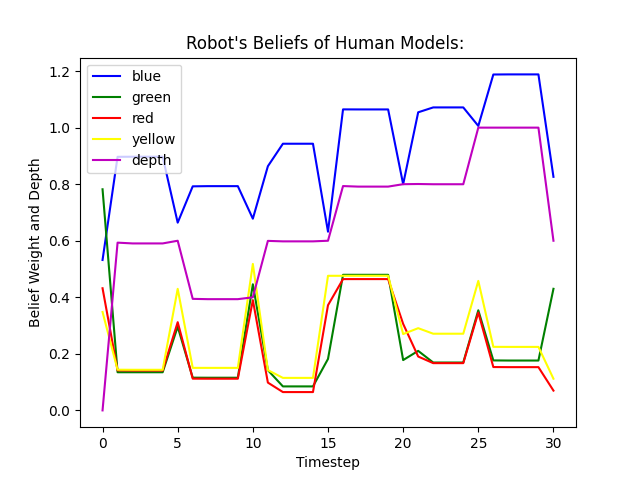 Robot's Beliefs of Human Models:
blue
green
red
yellow
depth
Belief Weight and Depth
1.2
1.0
0.8
0.6
0.4
0.2
0.0
0 5 10 15 20 25 30
Timestep